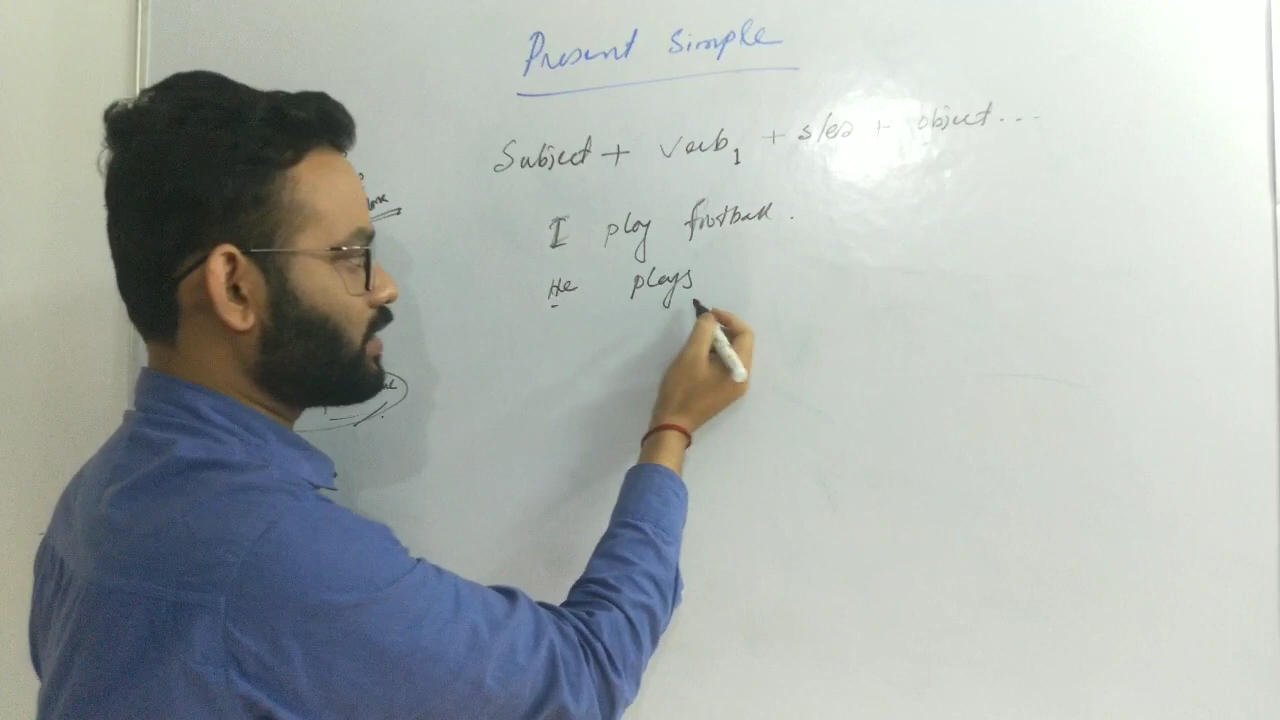 Present Simple
Subject + Verb1 + s/es + object...
I play football.
He plays